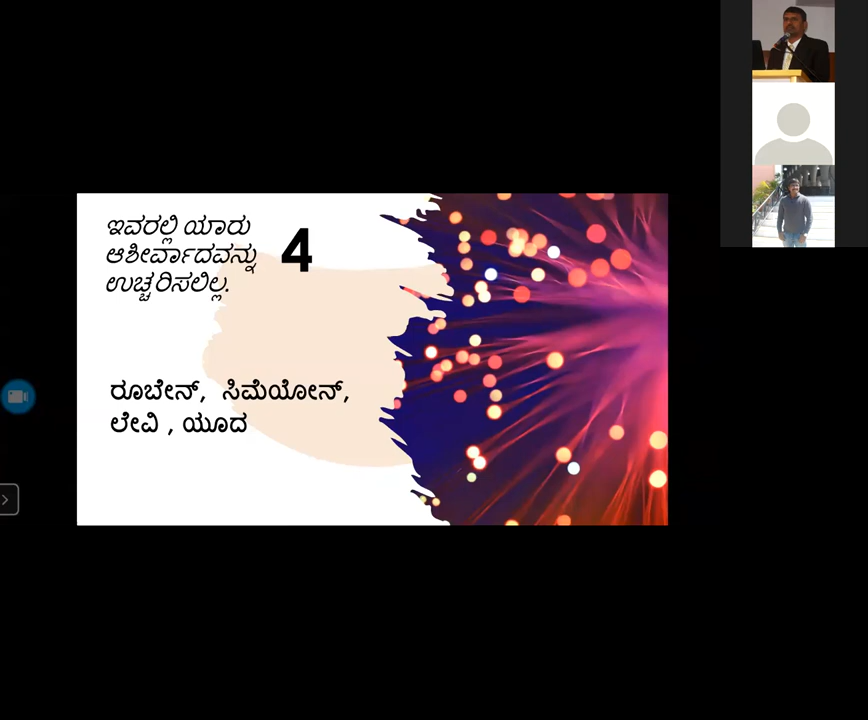 ಇವರಲ್ಲಿ ಯಾರು
ಆಶೀರ್ವಾದವನ್ನು
ಉಚ್ಚರಿಸಲಿಲ್ಲ.
4
ರೂಬೇನ್, ಸಿಮೆಯೋನ್,
ಲೇವಿ , ಯೂದ